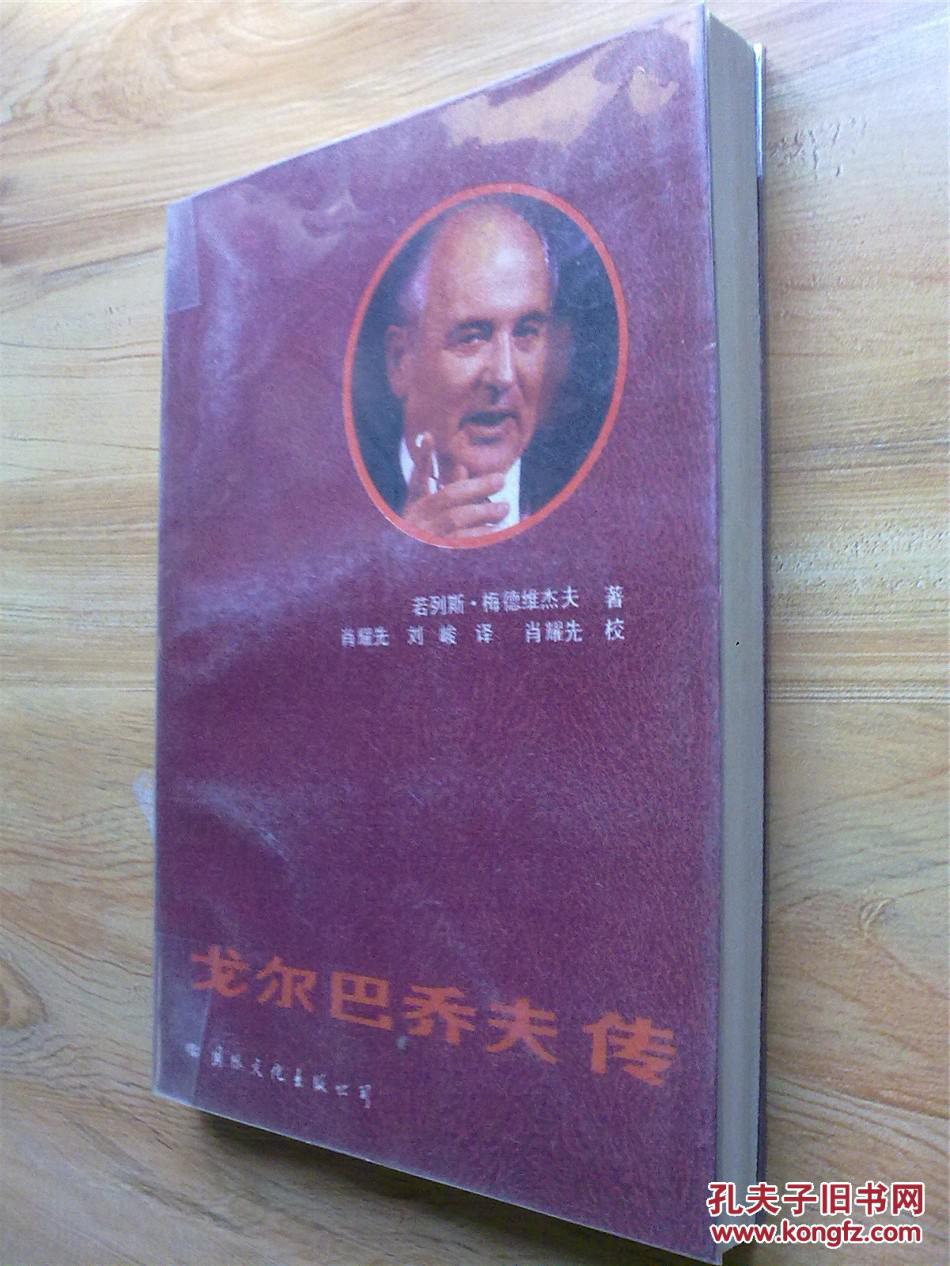 若列斯·梅德维杰夫 著
肖耀先 刘峻 译 肖耀先 校
戈尔巴乔夫传
国际文化出版公司
孔夫子旧书网
www.kongfz.com